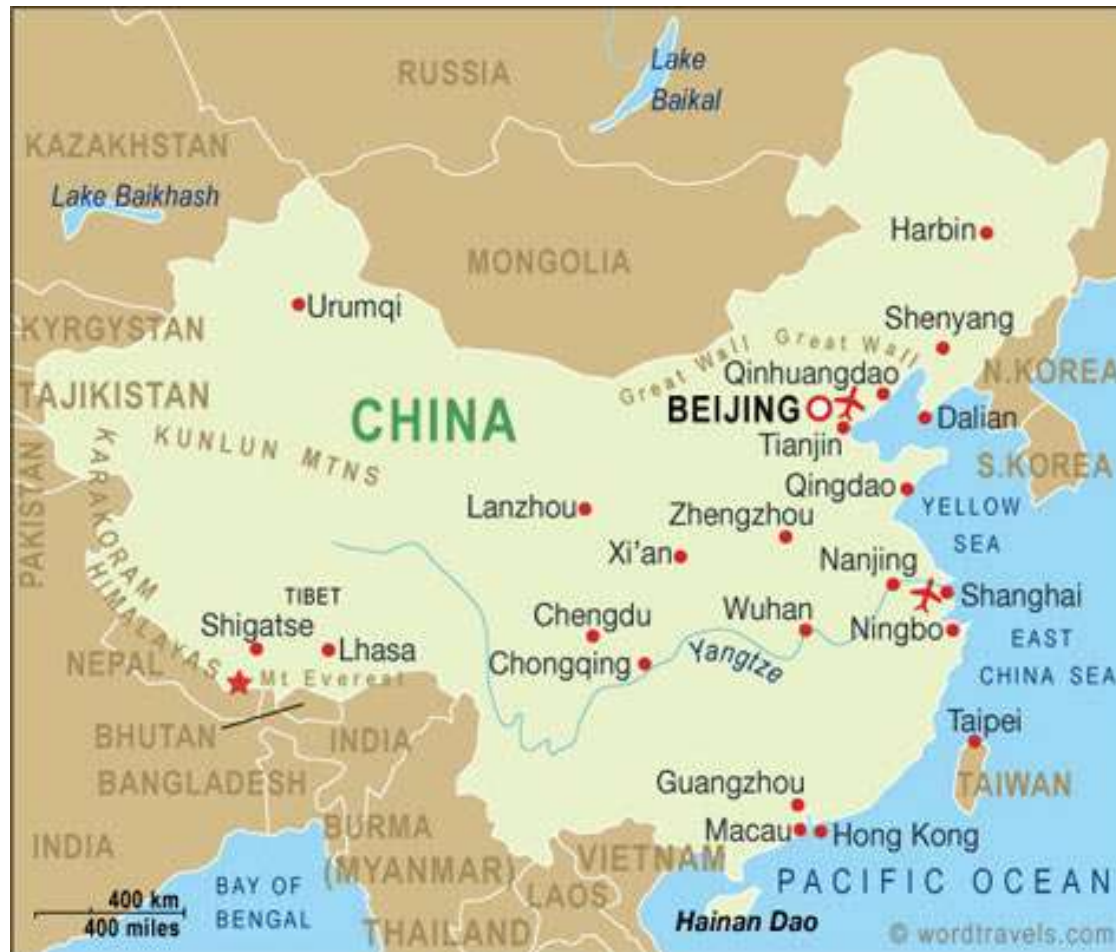 RUSSIA
Lake
Baikal
KAZAKHSTAN
Lake Baikhash
Harbin
MONGOLIA
Urumqi
KYRGYSTAN
Shenyang
Great Wall Great Wall
Qinhuangdao
N.KOREA
TAJIKISTAN
CHINA
BEIJING
Dalian
Tianjin
KUNLUN MTNS
S.KOREA
KARAKORAM
PAKISTAN
Qingdao
Lanzhou
Zhengzhou
YELLOW
SEA
Xi'an
Nanjing
HIMALAYAS
TIBET
Shanghai
Chengdu
Wuhan
Ningbo
Shigatse
Lhasa
EAST
CHINA SEA
Chongqing
Yangtze
NEPAL
Mt Everest
Taipei
BHUTAN
INDIA
BANGLADESH
Guangzhou
TAIWAN
Macau
Hong Kong
BURMA
(MYANMAR)
INDIA
VIETNAM
LAOS
PACIFIC OCEAN
BAY OF
BENGAL
400 km
400 miles
THAILAND
Hainan Dao
© wordtravels.com